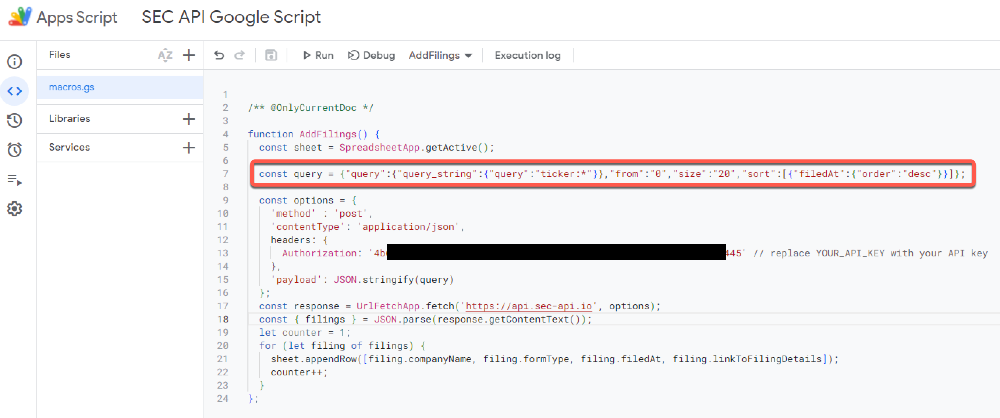 Apps Script
SEC API Google Script
Files
AZ
Run
Debug
AddFilings
Execution log
macros.gs
Libraries
Services
1
2 /** @OnlyCurrentDoc */
3
4 function AddFilings() {
5 const sheet = SpreadsheetApp.getActive();
6
7 const query = {"query":{"query_string":{"query":"ticker:*"}},"from":"0","size":"20","sort":[{"filedAt":{"order":"desc"}}]};
8
9 const options = {
10 'method' : 'post',
11 'contentType': 'application/json',
12 headers: {
13 Authorization: '4b 445' // replace YOUR_API_KEY with your API key
14 },
15 'payload': JSON.stringify(query)
16 };
17 const response = UrlFetchApp.fetch('https://api.sec-api.io', options);
18 const { filings } = JSON.parse(response.getContentText());
19 let counter = 1;
20 for (let filing of filings) {
21 sheet.appendRow([filing.companyName, filing.formType, filing.filedAt, filing.linkToFilingDetails]);
22 counter++;
23 }
24 };